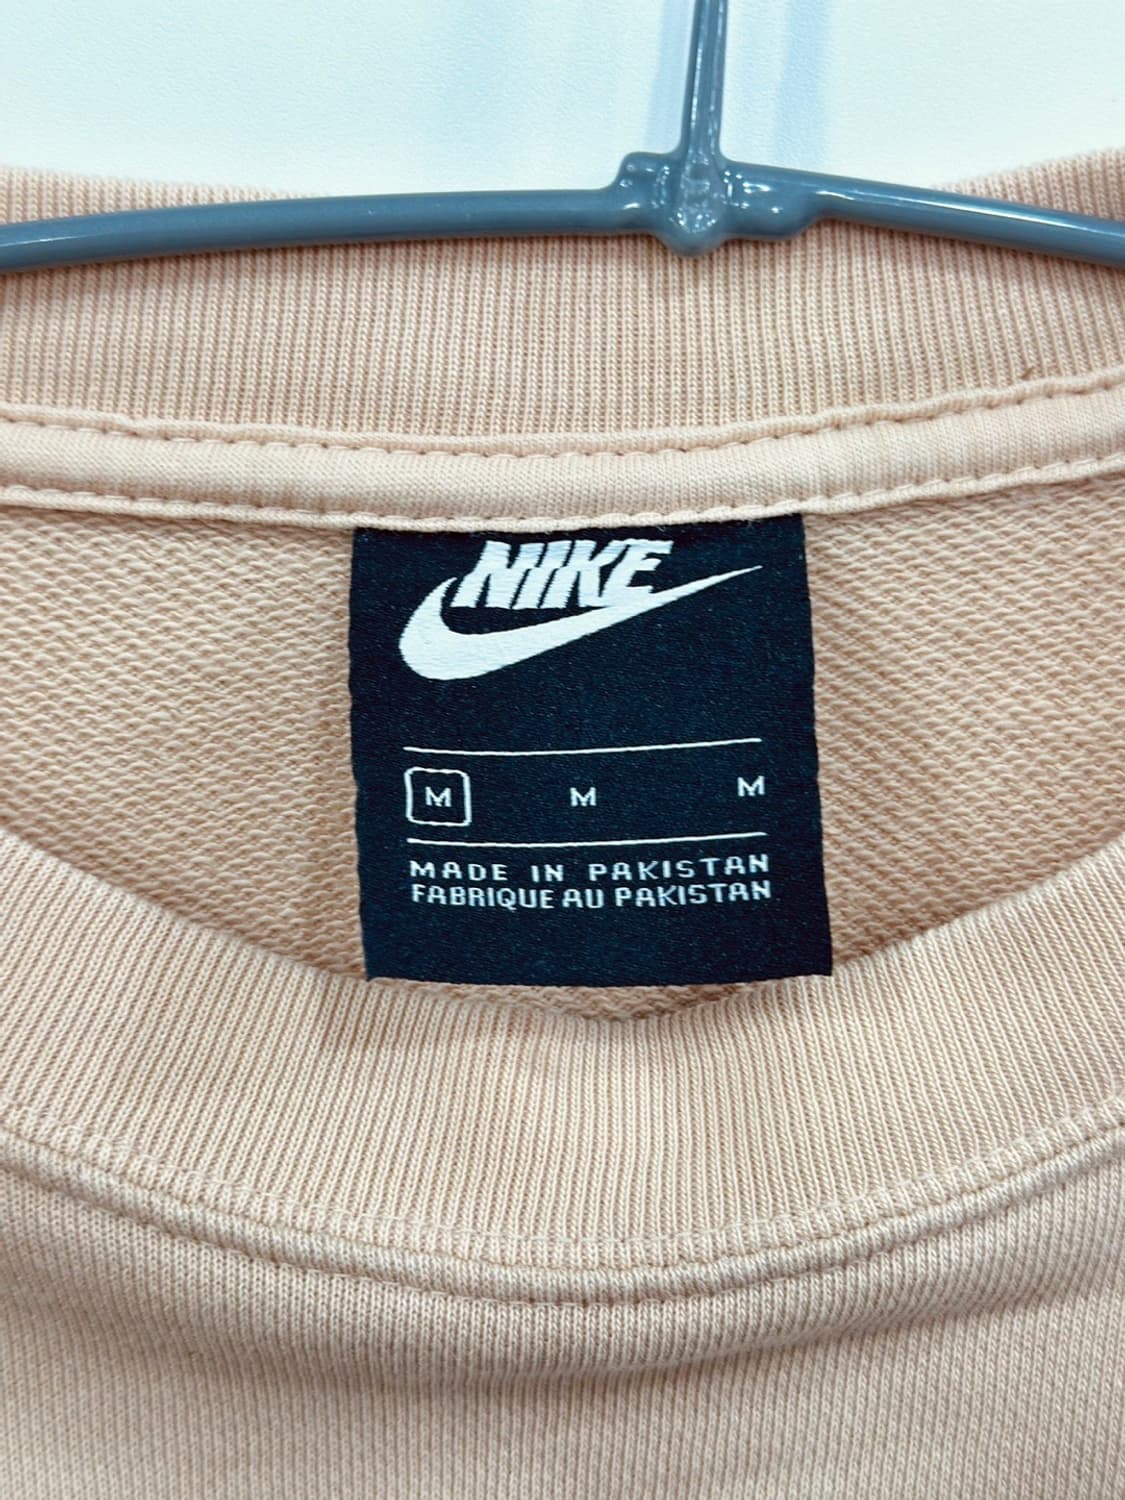 NIKE
M M M
MADE IN PAKISTAN
FABRIQUE AU PAKISTAN